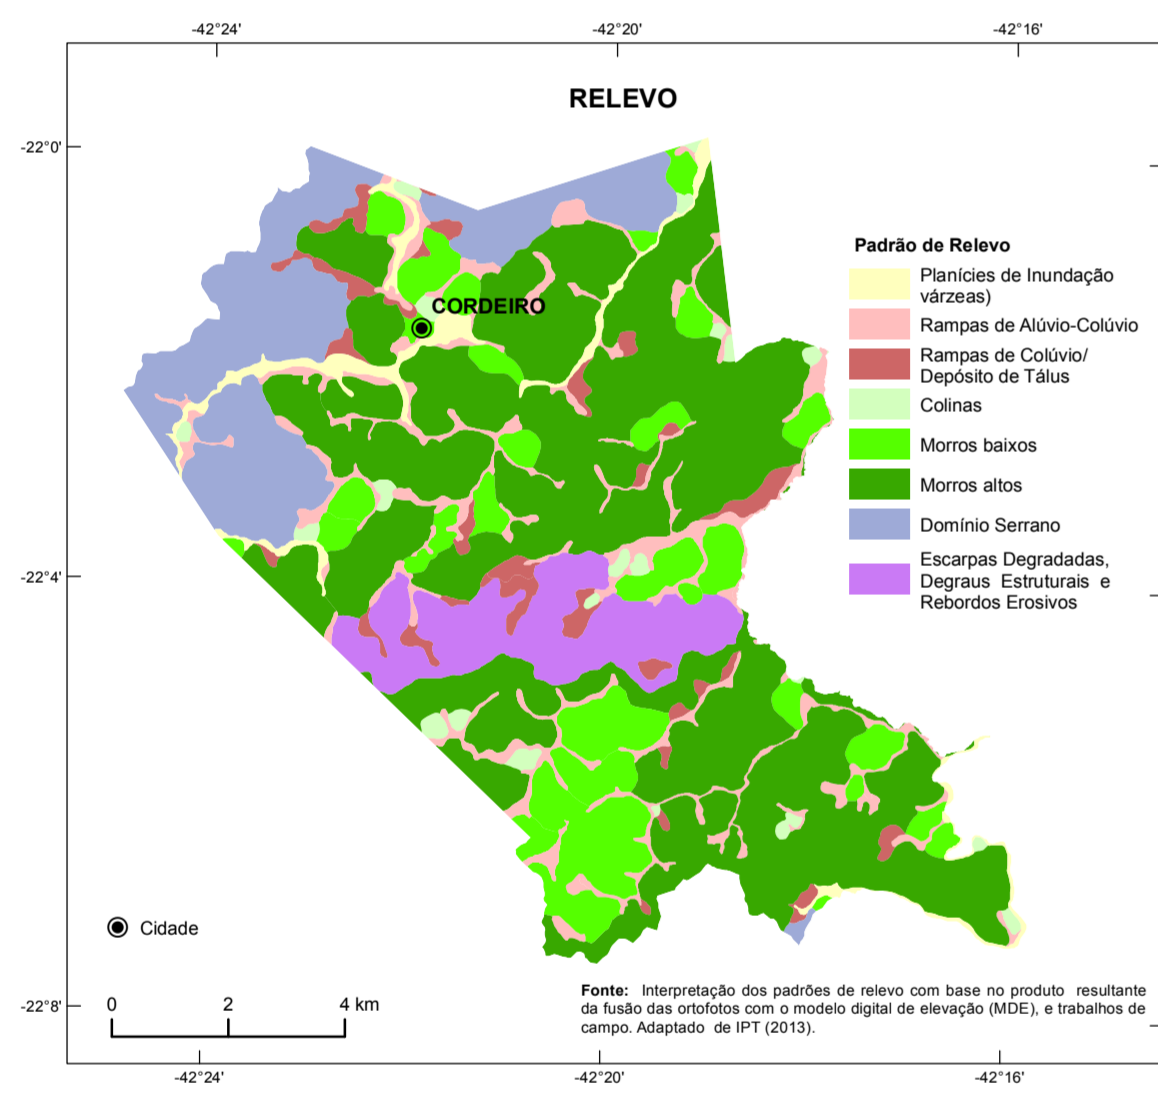 -42°24'
-42°20'
-42°16'
RELEVO
-22°0'
-22°4'
-22°8'
CORDEIRO
Padrão de Relevo
Planícies de Inundação
várzeas)
Rampas de Alúvio-Colúvio
Rampas de Colúvio/
Depósito de Tálus
Colinas
Morros baixos
Morros altos
Domínio Serrano
Escarpas Degradadas,
Degraus Estruturais e
Rebordos Erosivos
Cidade
0 2 4 km
Fonte: Interpretação dos padrões de relevo com base no produto resultante
da fusão das ortofotos com o modelo digital de elevação (MDE), e trabalhos de
campo. Adaptado de IPT (2013).
-42°24'
-42°20'
-42°16'